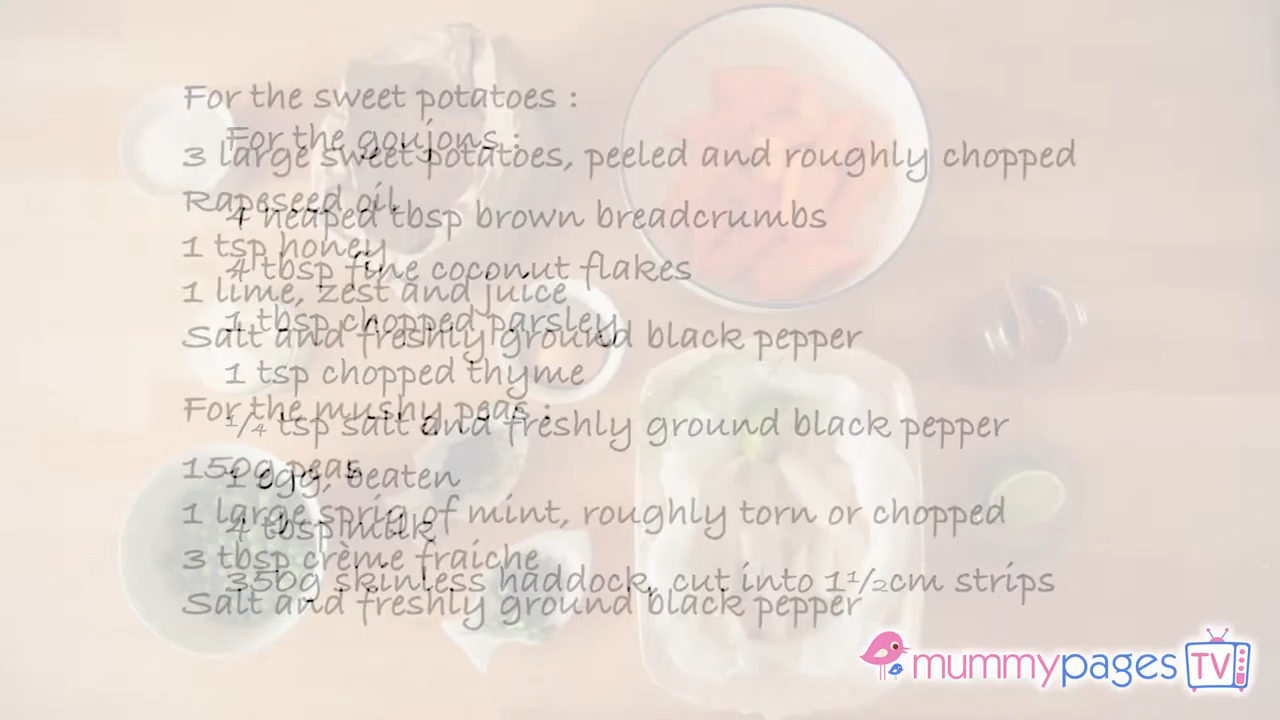 For the sweet potatoes :
3 large sweet potatoes, peeled and roughly chopped
Rapeseed oil
1 tsp honey
1 lime, zest and juice
Salt and freshly ground black pepper
For the mushy peas :
150g peas
1 large sprig of mint, roughly torn or chopped
3 tbsp crème fraiche
Salt and freshly ground black pepper
For the goujons :
4 heaped tbsp brown breadcrumbs
4 tbsp fine coconut flakes
1 tbsp chopped parsley
1 tsp chopped thyme
1/4 tsp salt and freshly ground black pepper
1 egg, beaten
4 tbsp milk
350g skinless haddock, cut into 11/2cm strips
mummypages TV